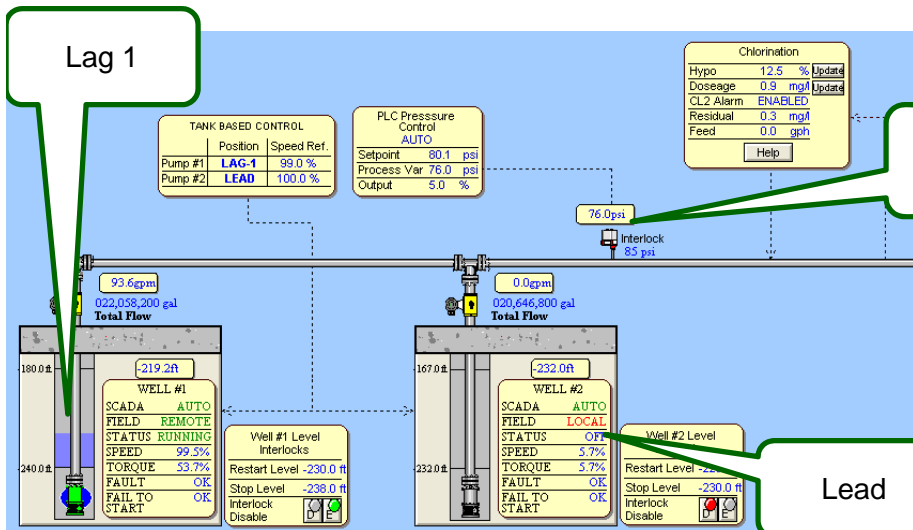 Lag 1
Chlorination
Hypo 12.5 % Update
Doseage 0.9 mg/l Update
CL2 Alarm ENABLED
Residual 0.3 mg/l
Feed 0.0 gph
Help
TANK BASED CONTROL
Position Speed Ref.
Pump #1 LAG-1 99.0 %
Pump #2 LEAD 100.0 %
PLC Presssure
Control
AUTO
Setpoint 80.1 psi
Process Var 76.0 psi
Output 5.0 %
76.0psi
Interlock
85 psi
93.6gpm
022,058,200 gal
Total Flow
0.0gpm
020,646,800 gal
Total Flow
180.0ft
-219.2ft
WELL #1
SCADA AUTO
FIELD REMOTE
STATUS RUNNING
SPEED 99.5%
TORQUE 53.7%
FAULT OK
FAIL TO OK
START
240.0ft
Well #1 Level
Interlocks
Restart Level -230.0 ft
Stop Level -238.0 ft
Interlock
Disable D E
167.0ft
-232.0ft
WELL #2
SCADA AUTO
FIELD LOCAL
STATUS OFF
SPEED 5.7%
TORQUE 5.7%
FAULT OK
FAIL TO OK
START
232.0ft
Well #2 Level
Restart Level
Stop Level -230.0 ft
Interlock
Disable D E
Lead